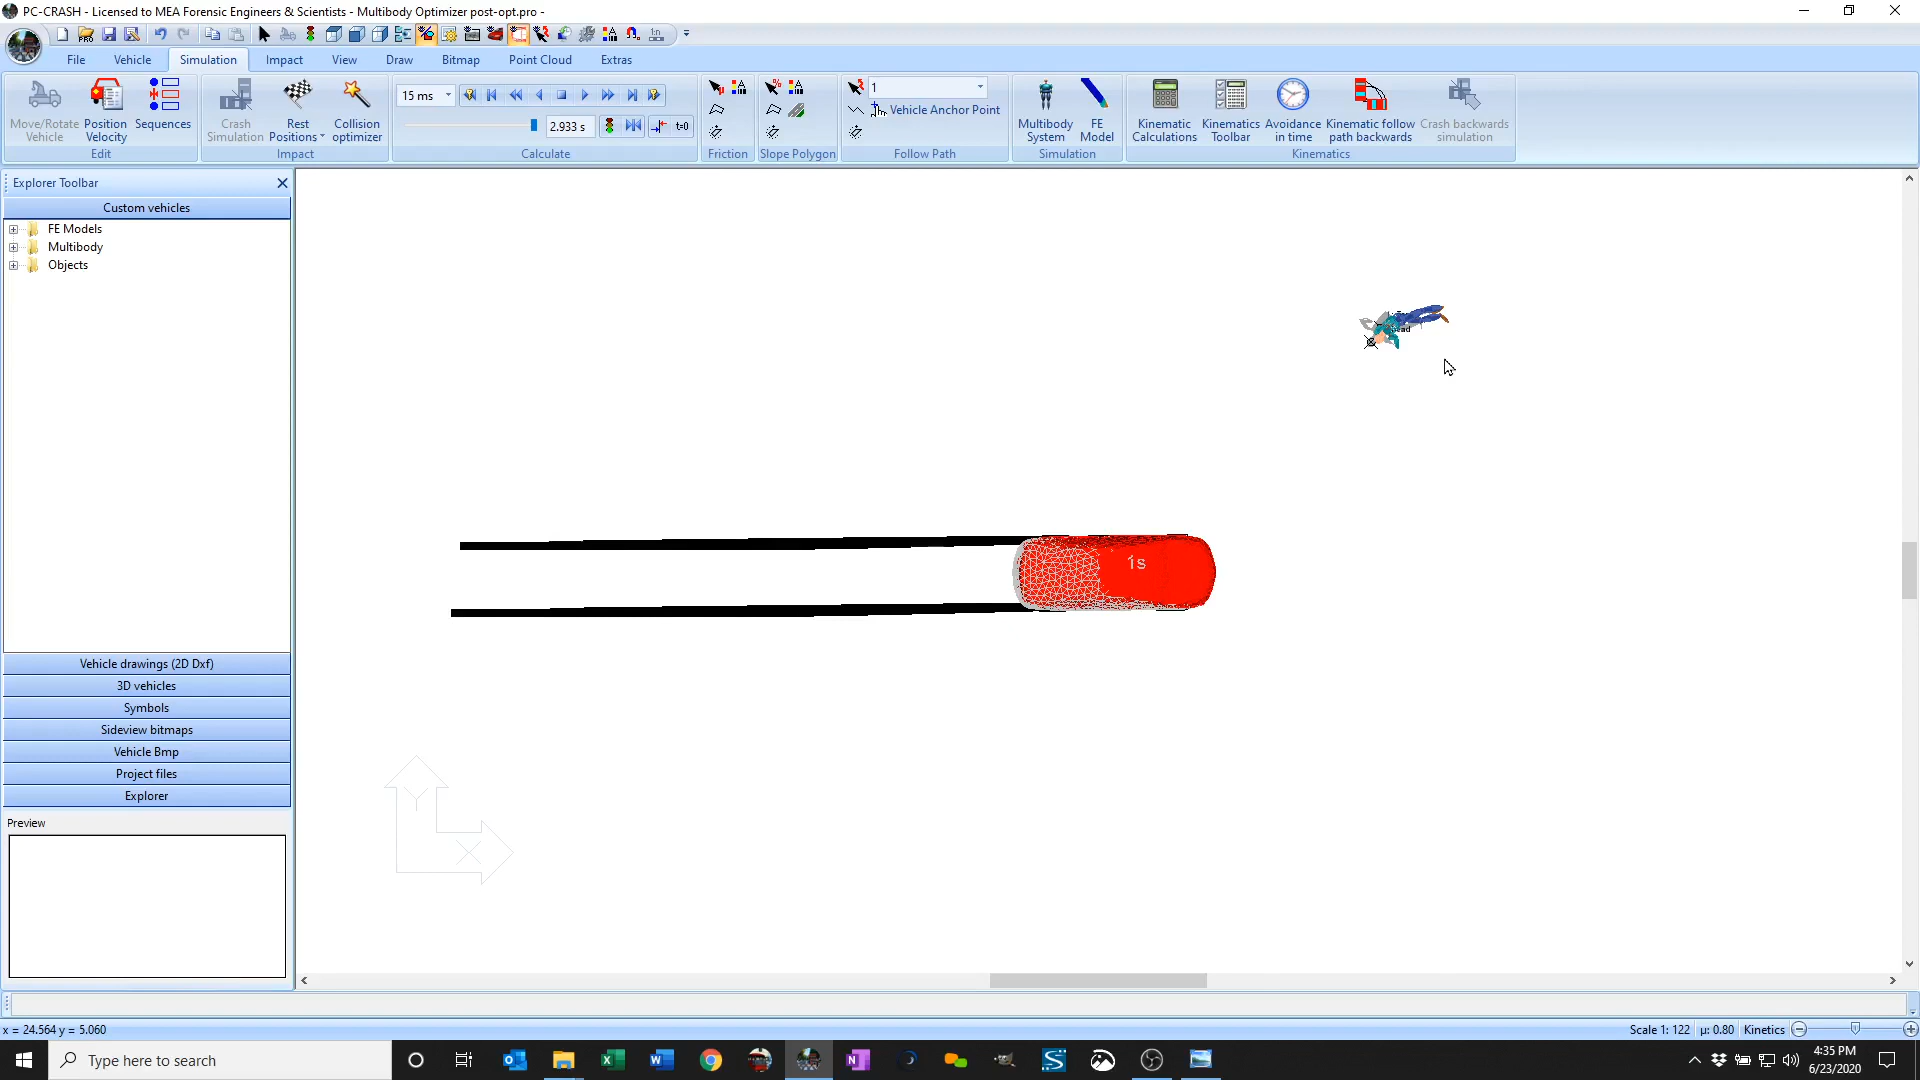 PC-CRASH - Licensed to MEA Forensic Engineers & Scientists - Multibody Optimizer post-opt.pro -
File Vehicle Simulation Impact View Draw Bitmap Point Cloud Extras
Move/Rotate Vehicle
Position Velocity
Sequences
Edit
Crash Simulation
Rest Positions
Collision optimizer
Impact
15 ms
2.933 s
t=0
Calculate
Friction
Slope Polygon
1
Vehicle Anchor Point
Follow Path
Multibody System
FE Model
Simulation
Kinematic Calculations
Kinematics Toolbar
Avoidance in time
Kinematic follow path backwards
Crash backwards simulation
Kinematics
Explorer Toolbar
Custom vehicles
FE Models
Multibody
Objects
Vehicle drawings (2D Dxf)
3D vehicles
Symbols
Sideview bitmaps
Vehicle Bmp
Project files
Explorer
Preview
1s
Y
X
x = 24.564 y = 5.060
Scale 1: 122 μ: 0.80 Kinetics
Type here to search
4:35 PM
6/23/2020